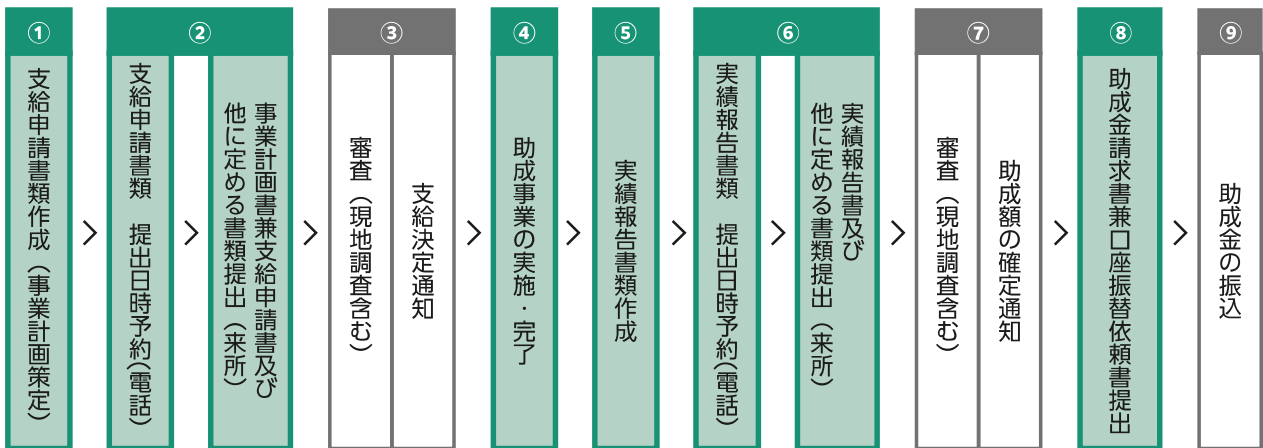 ①
支給申請書類作成（事業計画策定）
②
支給申請書類　提出日時予約(電話)
事業計画書兼支給申請書及び
他に定める書類提出（来所）
③
審査（現地調査含む）
支給決定通知
④
助成事業の実施・完了
⑤
実績報告書類作成
⑥
実績報告書類　提出日時予約(電話)
実績報告書及び
他に定める書類提出（来所）
⑦
審査（現地調査含む）
助成額の確定通知
⑧
助成金請求書兼口座振替依頼書提出
⑨
助成金の振込